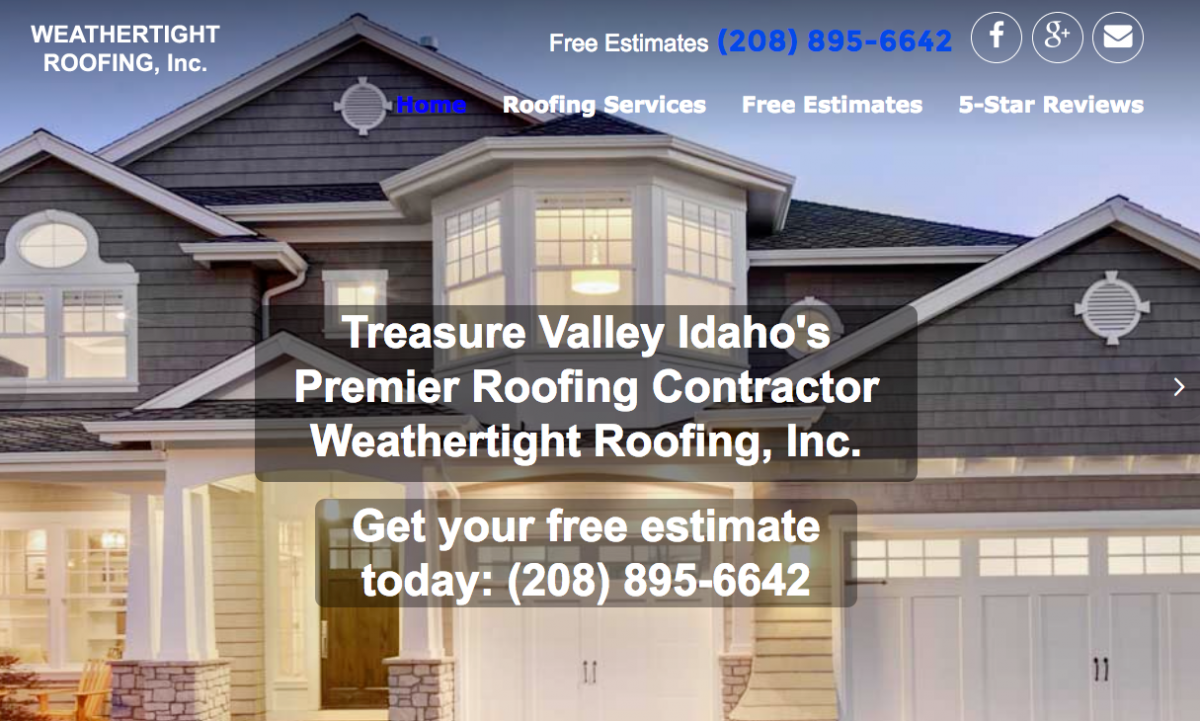 WEATHERTIGHT
ROOFING, Inc.
Free Estimates (208) 895-6642
f g+
Home Roofing Services Free Estimates 5-Star Reviews
Treasure Valley Idaho's
Premier Roofing Contractor
Weathertight Roofing, Inc.
Get your free estimate
today: (208) 895-6642